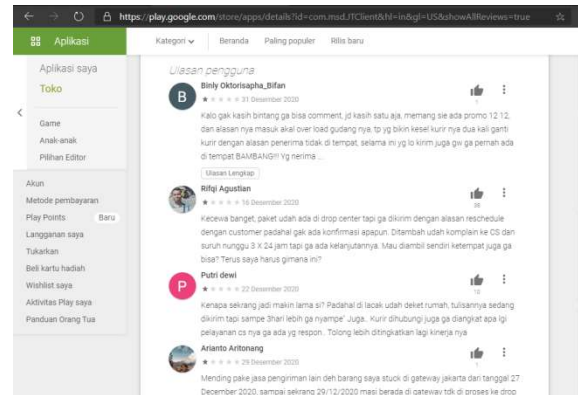 https://play.google.com/store/apps/details?id=com.msd.JTClient&hl=in&gl=US&showAllReviews=true
Aplikasi
Kategori
Beranda
Paling populer
Rilis baru
Aplikasi saya
Toko
Game
Anak-anak
Pilihan Editor
Akun
Metode pembayaran
Play Points Baru
Langganan saya
Tukarkan
Beli kartu hadiah
Wishlist saya
Aktivitas Play saya
Panduan Orang Tua
Ulasan pengguna
B
Binly Oktorisapha_Bifan
31 Desember 2020
Kalo gak kasih bintang ga bisa comment, jd kasih satu aja, memang sie ada promo 12 12,
dan alasan nya masuk akal over load gudang nya. tp yg bikin kesel kurir nya dua kali ganti
kurir dengan alasan penerima tidak di tempat, selama ini yg lo kirim juga gw ga pernah ada
di tempat BAMBANG!!! Yg nerima ...
Ulasan Lengkap
Rifqi Agustian
16 Desember 2020
38
Kecewa banget, paket udah ada di drop center tapi ga dikirim dengan alasan reschedule
dengan customer padahal gak ada konfirmasi apapun. Ditambah udah komplain ke CS dan
suruh nunggu 3 X 24 jam tapi ga ada kelanjutannya. Mau diambil sendiri ketempat juga ga
bisa? Terus saya harus gimana ini?
P
Putri dewi
22 Desember 2020
10
Kenapa sekarang jadi makin lama si? Padahal di lacak udah deket rumah, tulisannya sedang
dikirim tapi sampe 3hari lebih ga nyampe" Juga.. Kurir dihubungi juga ga diangkat apa lgi
pelayanan cs nya ga ada yg respon.. Tolong lebih ditingkatkan lagi kinerja nya
Arianto Aritonang
29 Desember 2020
Mending pake jasa pengiriman lain deh barang saya stuck di gateway jakarta dari tanggal 27
Desember 2020, sampai sekrang 29/12/2020 masi berada di gateway tdk di proses ke drop